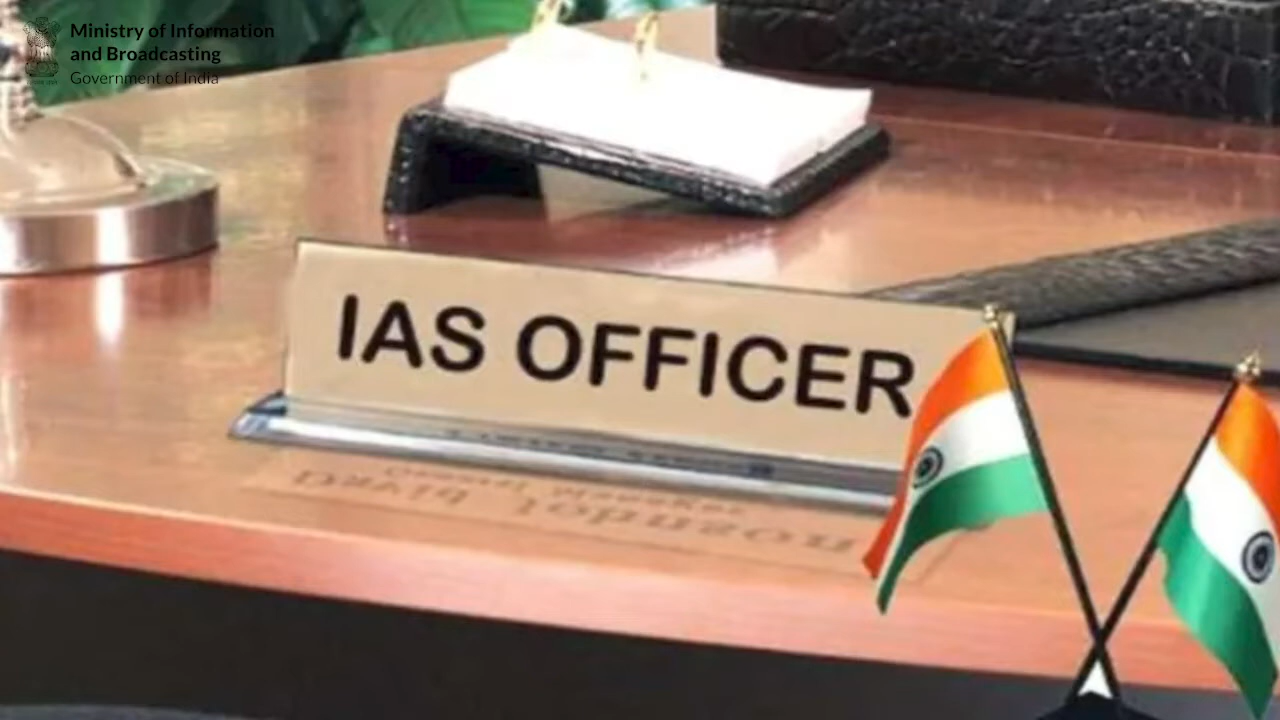 Ministry of Information
and Broadcasting
Government of India
IAS OFFICER